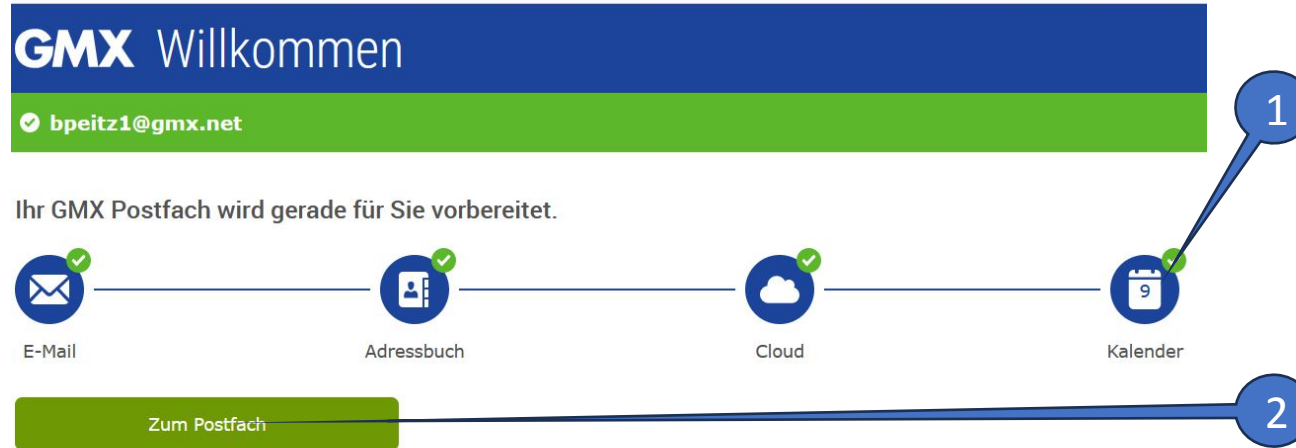 GMX Willkommen
bpeitz1@gmx.net
1
Ihr GMX Postfach wird gerade für Sie vorbereitet.
9
E-Mail Adressbuch Cloud Kalender
Zum Postfach
2